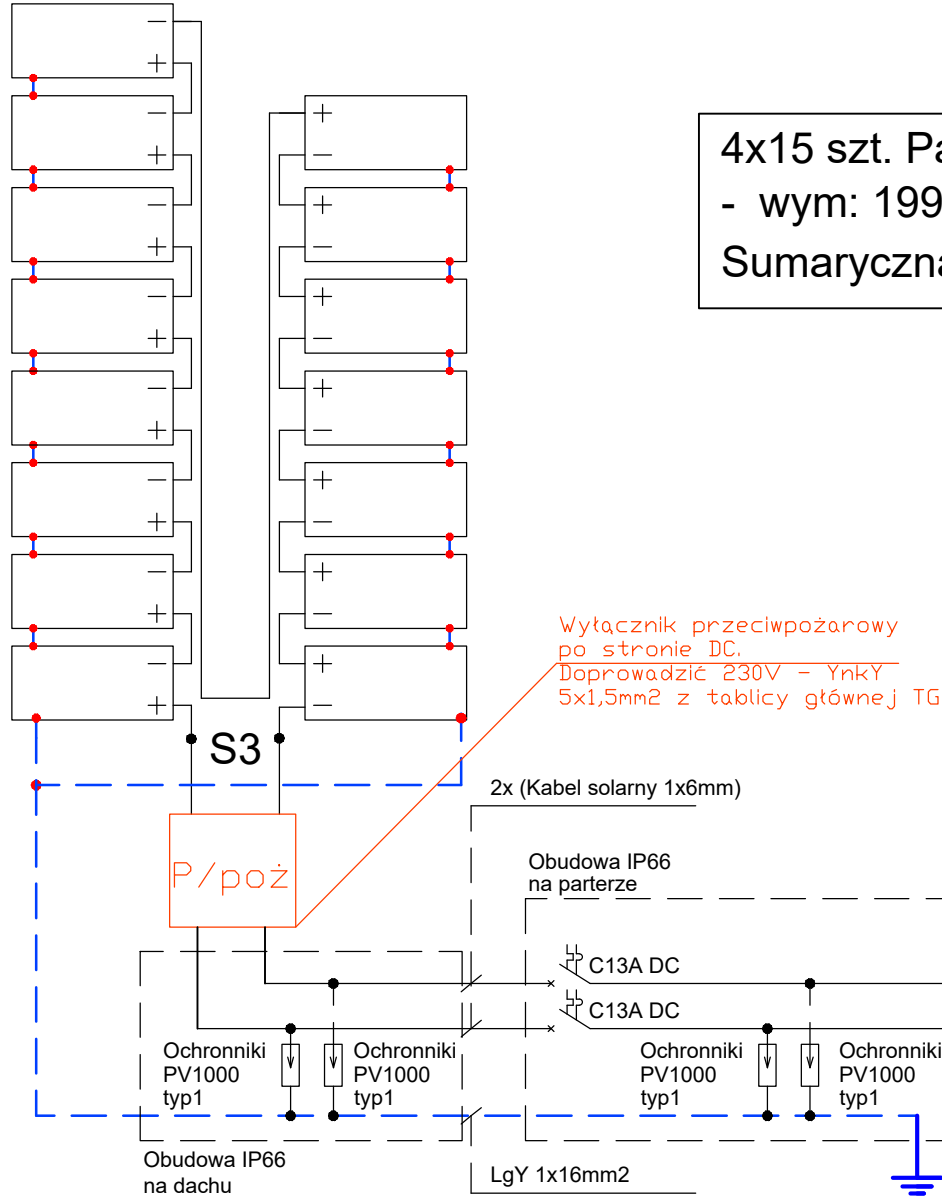 4x15 szt. Pa
- wym: 199
Sumaryczna
Wyłącznik przeciwpożarowy
po stronie DC.
Doprowadzić 230V - YnkY
5x1,5mm2 z tablicy głównej TG
S3
2x (Kabel solarny 1x6mm)
P/poż
Obudowa IP66
na parterze
C13A DC
C13A DC
Ochronniki
PV1000
typ1
Ochronniki
PV1000
typ1
Ochronniki
PV1000
typ1
Ochronniki
PV1000
typ1
Obudowa IP66
na dachu
LgY 1x16mm2